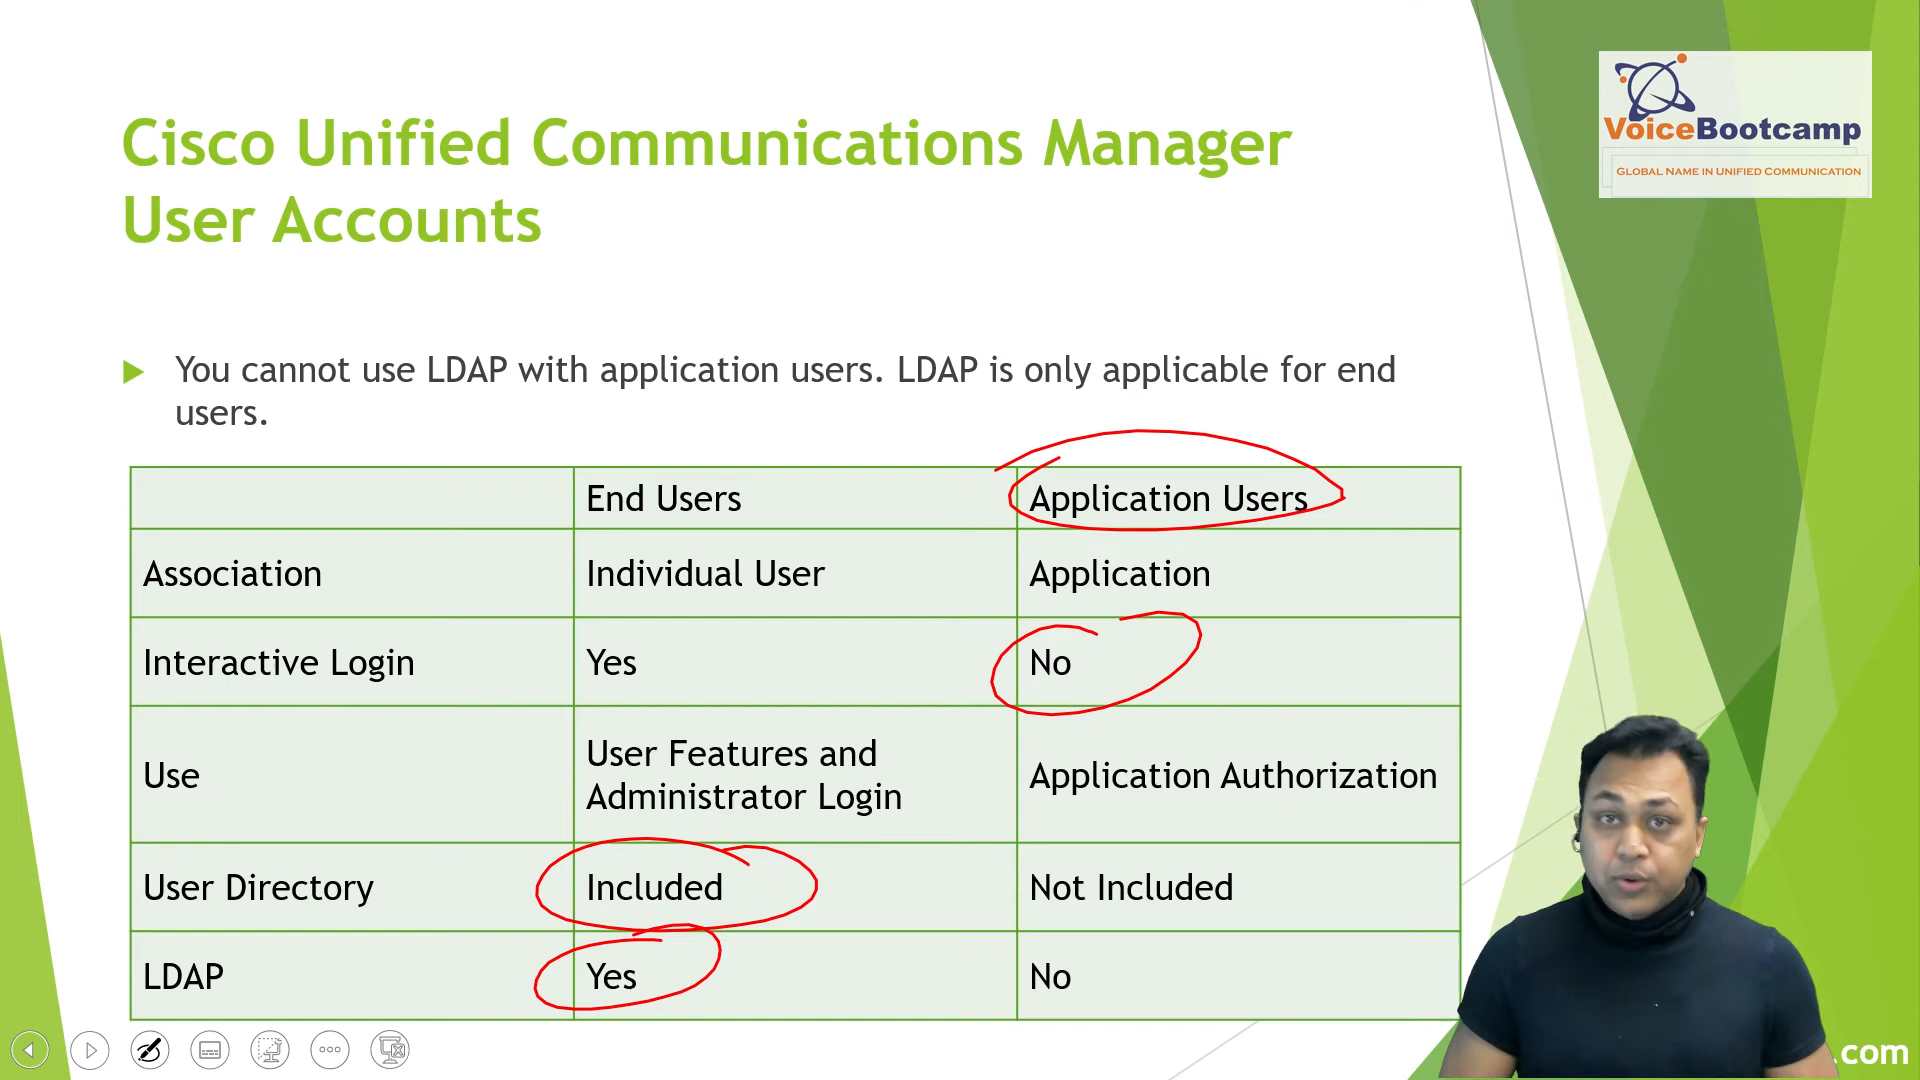 Cisco Unified Communications Manager
User Accounts
VoiceBootcamp
GLOBAL NAME IN UNIFIED COMMUNICATION
You cannot use LDAP with application users. LDAP is only applicable for end
users.
End Users Application Users
Association Individual User Application
Interactive Login Yes No
Use User Features and Administrator Login Application Authorization
User Directory Included Not Included
LDAP Yes No
.com